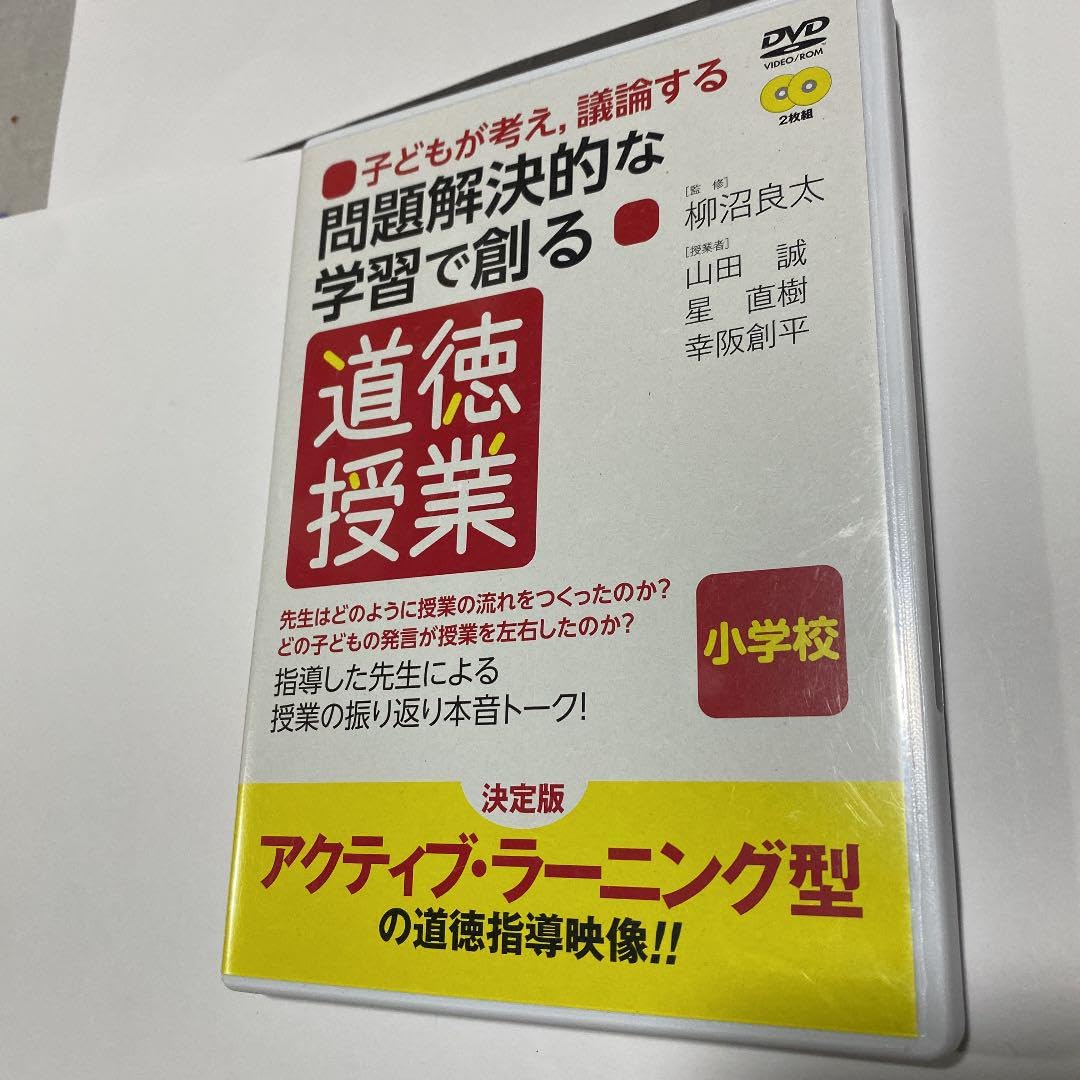 DVD
VIDEO/ROM
2枚組
子どもが考え,議論する
問題解決的な
学習で創る
道徳
授業
[監 修]
柳沼良太
[授業者]
山田 誠
星 直樹
幸阪創平
先生はどのように授業の流れをつくったのか?
どの子どもの発言が授業を左右したのか?
指導した先生による
授業の振り返り本音トーク!
小学校
決定版
アクティブ・ラーニング型
の道徳指導映像!!